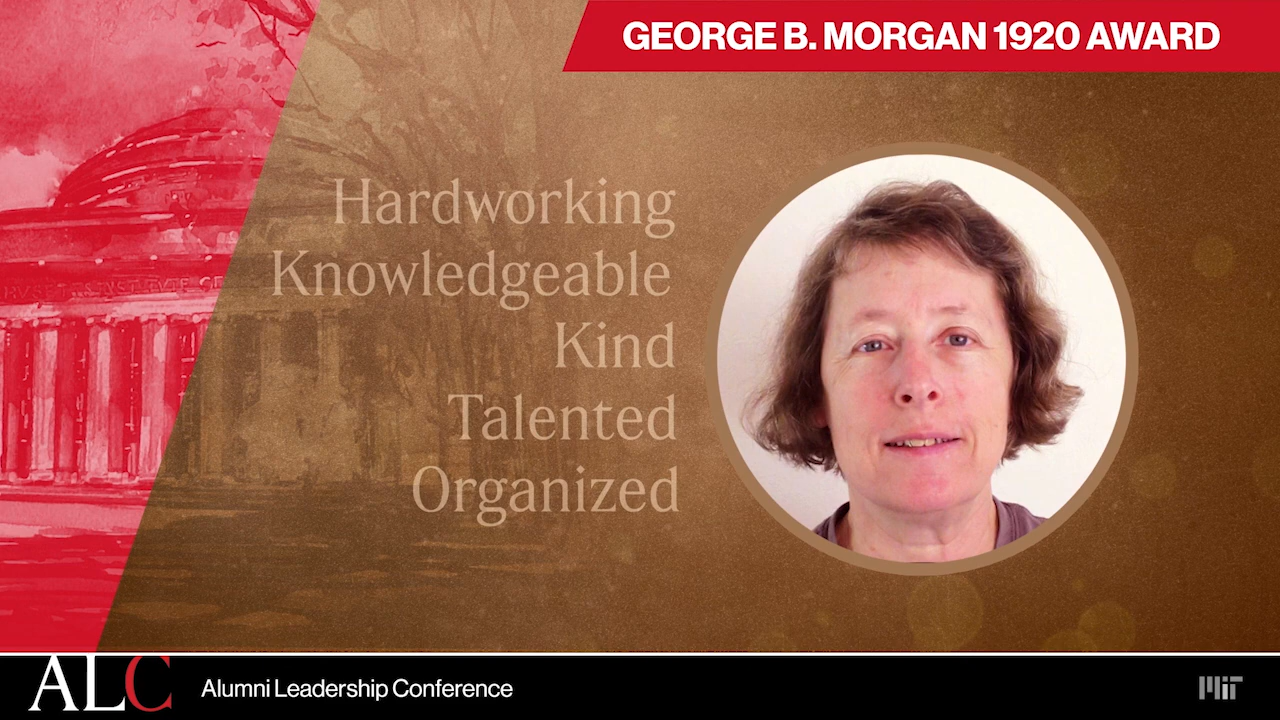 GEORGE B. MORGAN 1920 AWARD
Hardworking
Knowledgeable
Kind
Talented
Organized
ALC
Alumni Leadership Conference
MIT